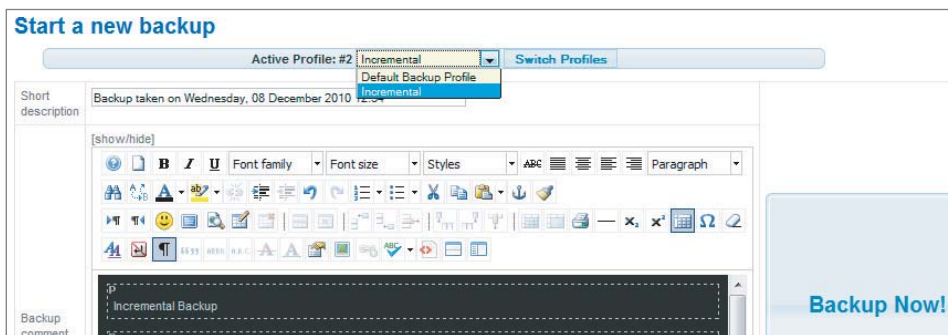 Start a new backup
Active Profile: #2 Incremental Switch Profiles
Default Backup Profile
Incremental
Short
description
Backup taken on Wednesday, 08 December 2010
[show/hide]
B I U Font family Font size Styles ABC Paragraph
P
Incremental Backup
Backup
comment
Backup Now!